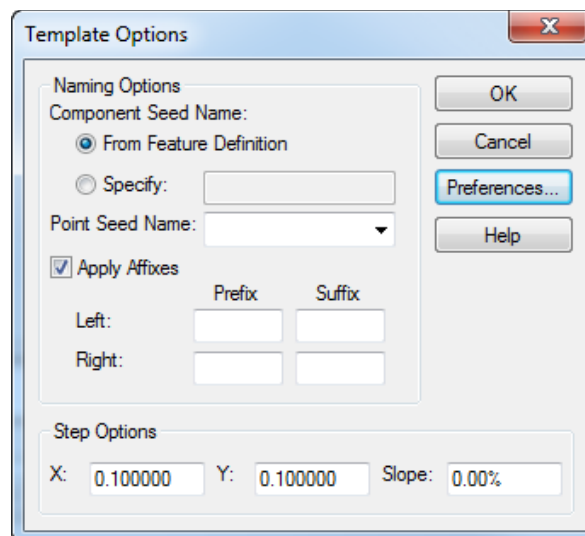 Template Options
Naming Options
Component Seed Name:
From Feature Definition
Specify:
Point Seed Name:
Apply Affixes
Prefix Suffix
Left:
Right:
OK
Cancel
Preferences...
Help
Step Options
X: 0.100000 Y: 0.100000 Slope: 0.00%